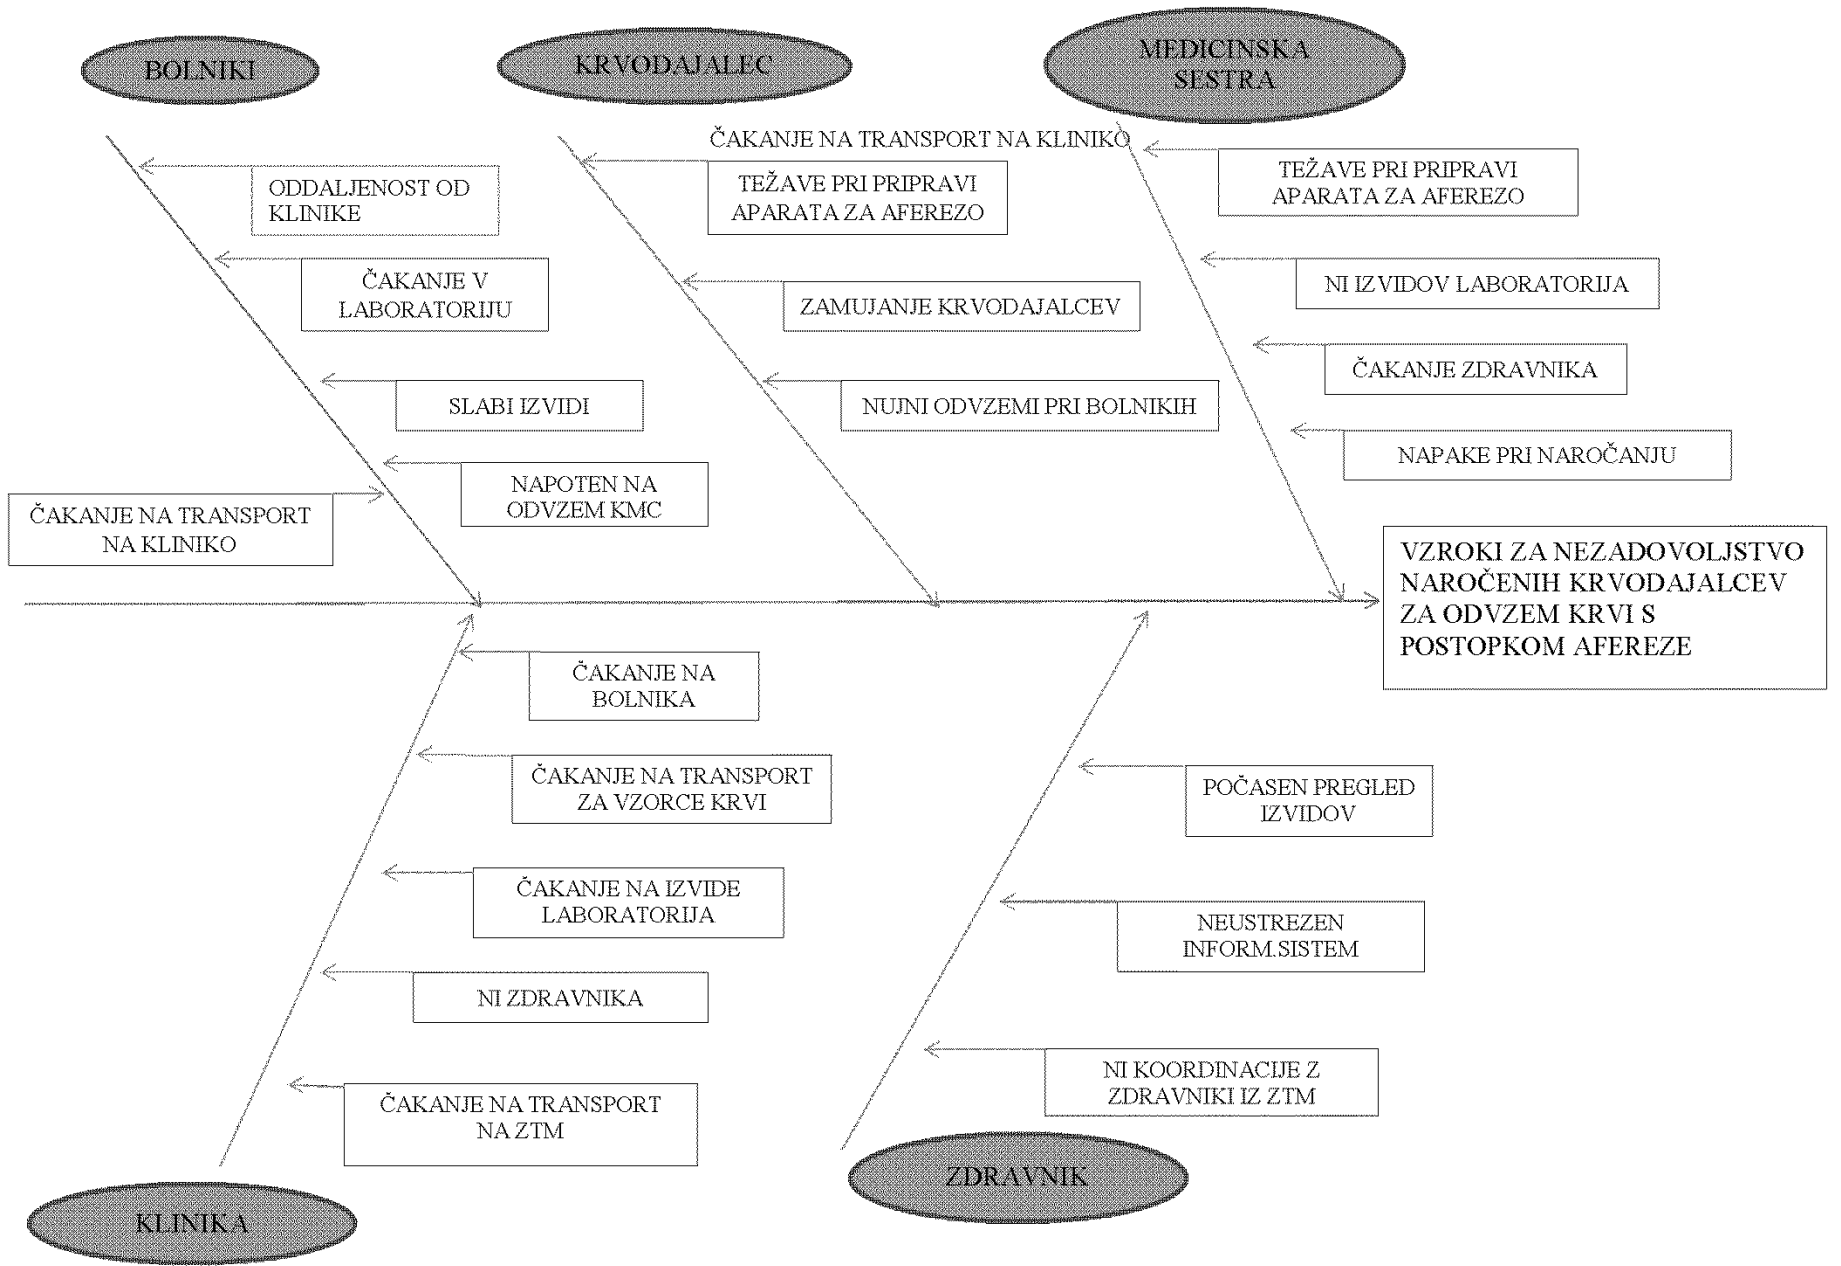 BOLNIKI
KRVODAJALEC
MEDICINSKA
SESTRA
ODDALJENOST OD
KLINIKE
ČAKANJE V
LABORATORIJU
SLABI IZVIDI
NAPOTEN NA
ODVZEM KMC
ČAKANJE NA TRANSPORT
NA KLINIKO
ČAKANJE NA TRANSPORT NA KLINIKO
TEŽAVE PRI PRIPRAVI
APARATA ZA AFEREZO
ZAMUJANJE KRVODAJALCEV
NUJNI ODVZEMI PRI BOLNIKIH
TEŽAVE PRI PRIPRAVI
APARATA ZA AFEREZO
NI IZVIDOV LABORATORIJA
ČAKANJE ZDRAVNIKA
NAPAKE PRI NAROČANJU
VZROKI ZA NEZADOVOLJSTVO
NAROČENIH KRVODAJALCEV
ZA ODVZEM KRVI S
POSTOPKOM AFEREZE
ČAKANJE NA
BOLNIKA
ČAKANJE NA TRANSPORT
ZA VZORCE KRVI
ČAKANJE NA IZVIDE
LABORATORIJA
NI ZDRAVNIKA
ČAKANJE NA TRANSPORT
NA ZTM
KLINIKA
POČASEN PREGLED
IZVIDOV
NEUSTREZEN
INFORM.SISTEM
NI KOORDINACIJE Z
ZDRAVNIKI IZ ZTM
ZDRAVNIK